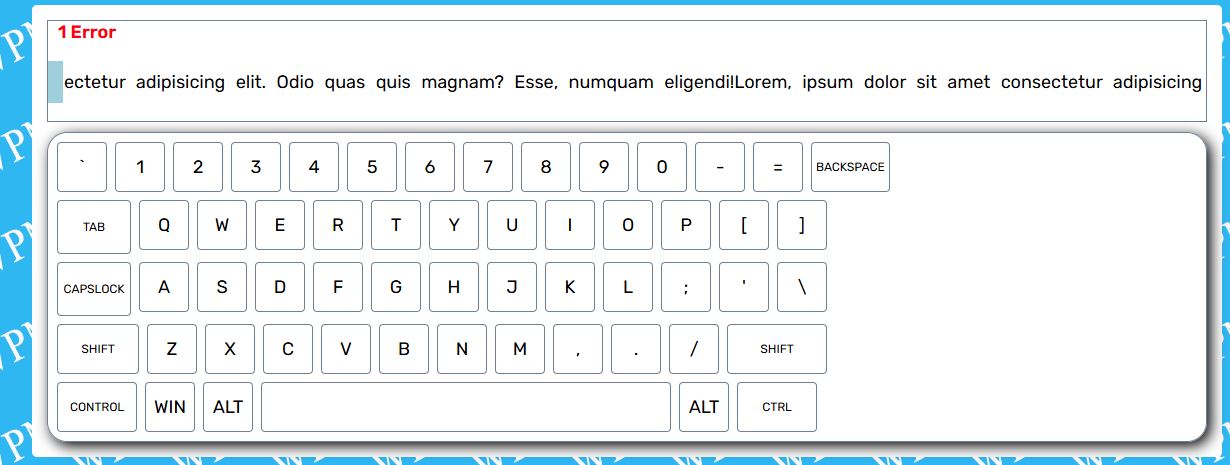 1 Error
ectetur adipisicing elit. Odio quas quis magnam? Esse, numquam eligendi!Lorem, ipsum dolor sit amet consectetur adipisicing
` 1 2 3 4 5 6 7 8 9 0 - = BACKSPACE
TAB Q W E R T Y U I O P [ ]
CAPSLOCK A S D F G H J K L ; ' \
SHIFT Z X C V B N M , . / SHIFT
CONTROL WIN ALT ALT CTRL